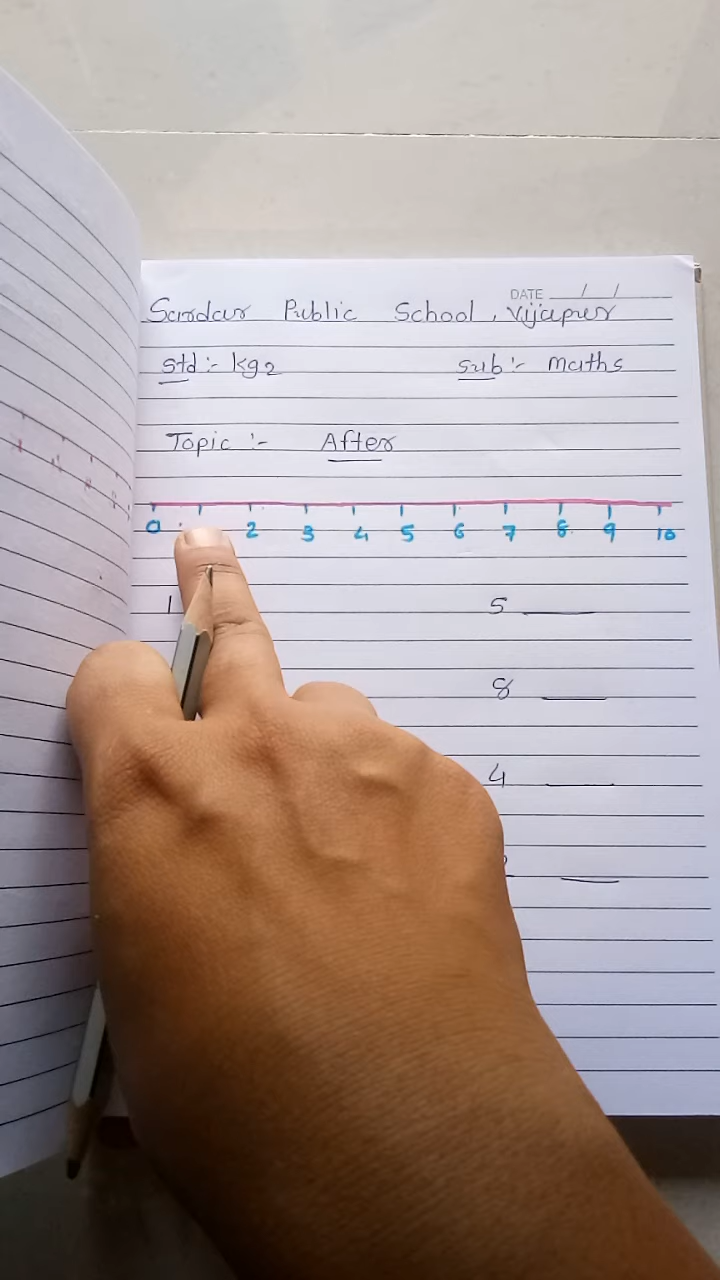 DATE / /
Sardar Public School, Vijapur
Std :- kg2 Sub :- maths
Topic :- After
0 2 3 4 5 6 7 8 9 10
1 5
8
4